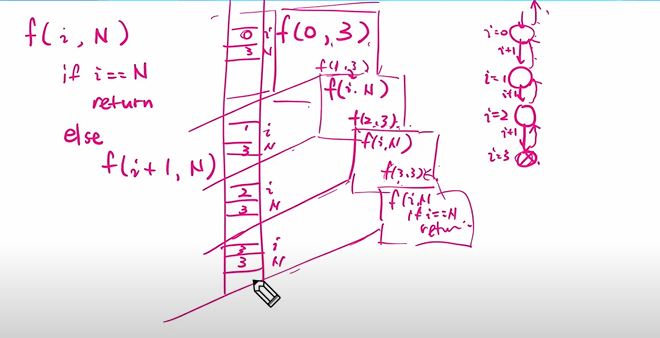 f(i, N)
if i==N
return
else
f(i+1, N)
0 i
3 N
1 i
3 N
2 i
3 N
3 i
3 N
f(0, 3)
f(1, 3)
f(i, N)
f(2, 3)
f(i, N)
f(3, 3)
f(i, N
if i==N
return
i=0
i+1
i=1
i+1
i=2
i+1
i=3